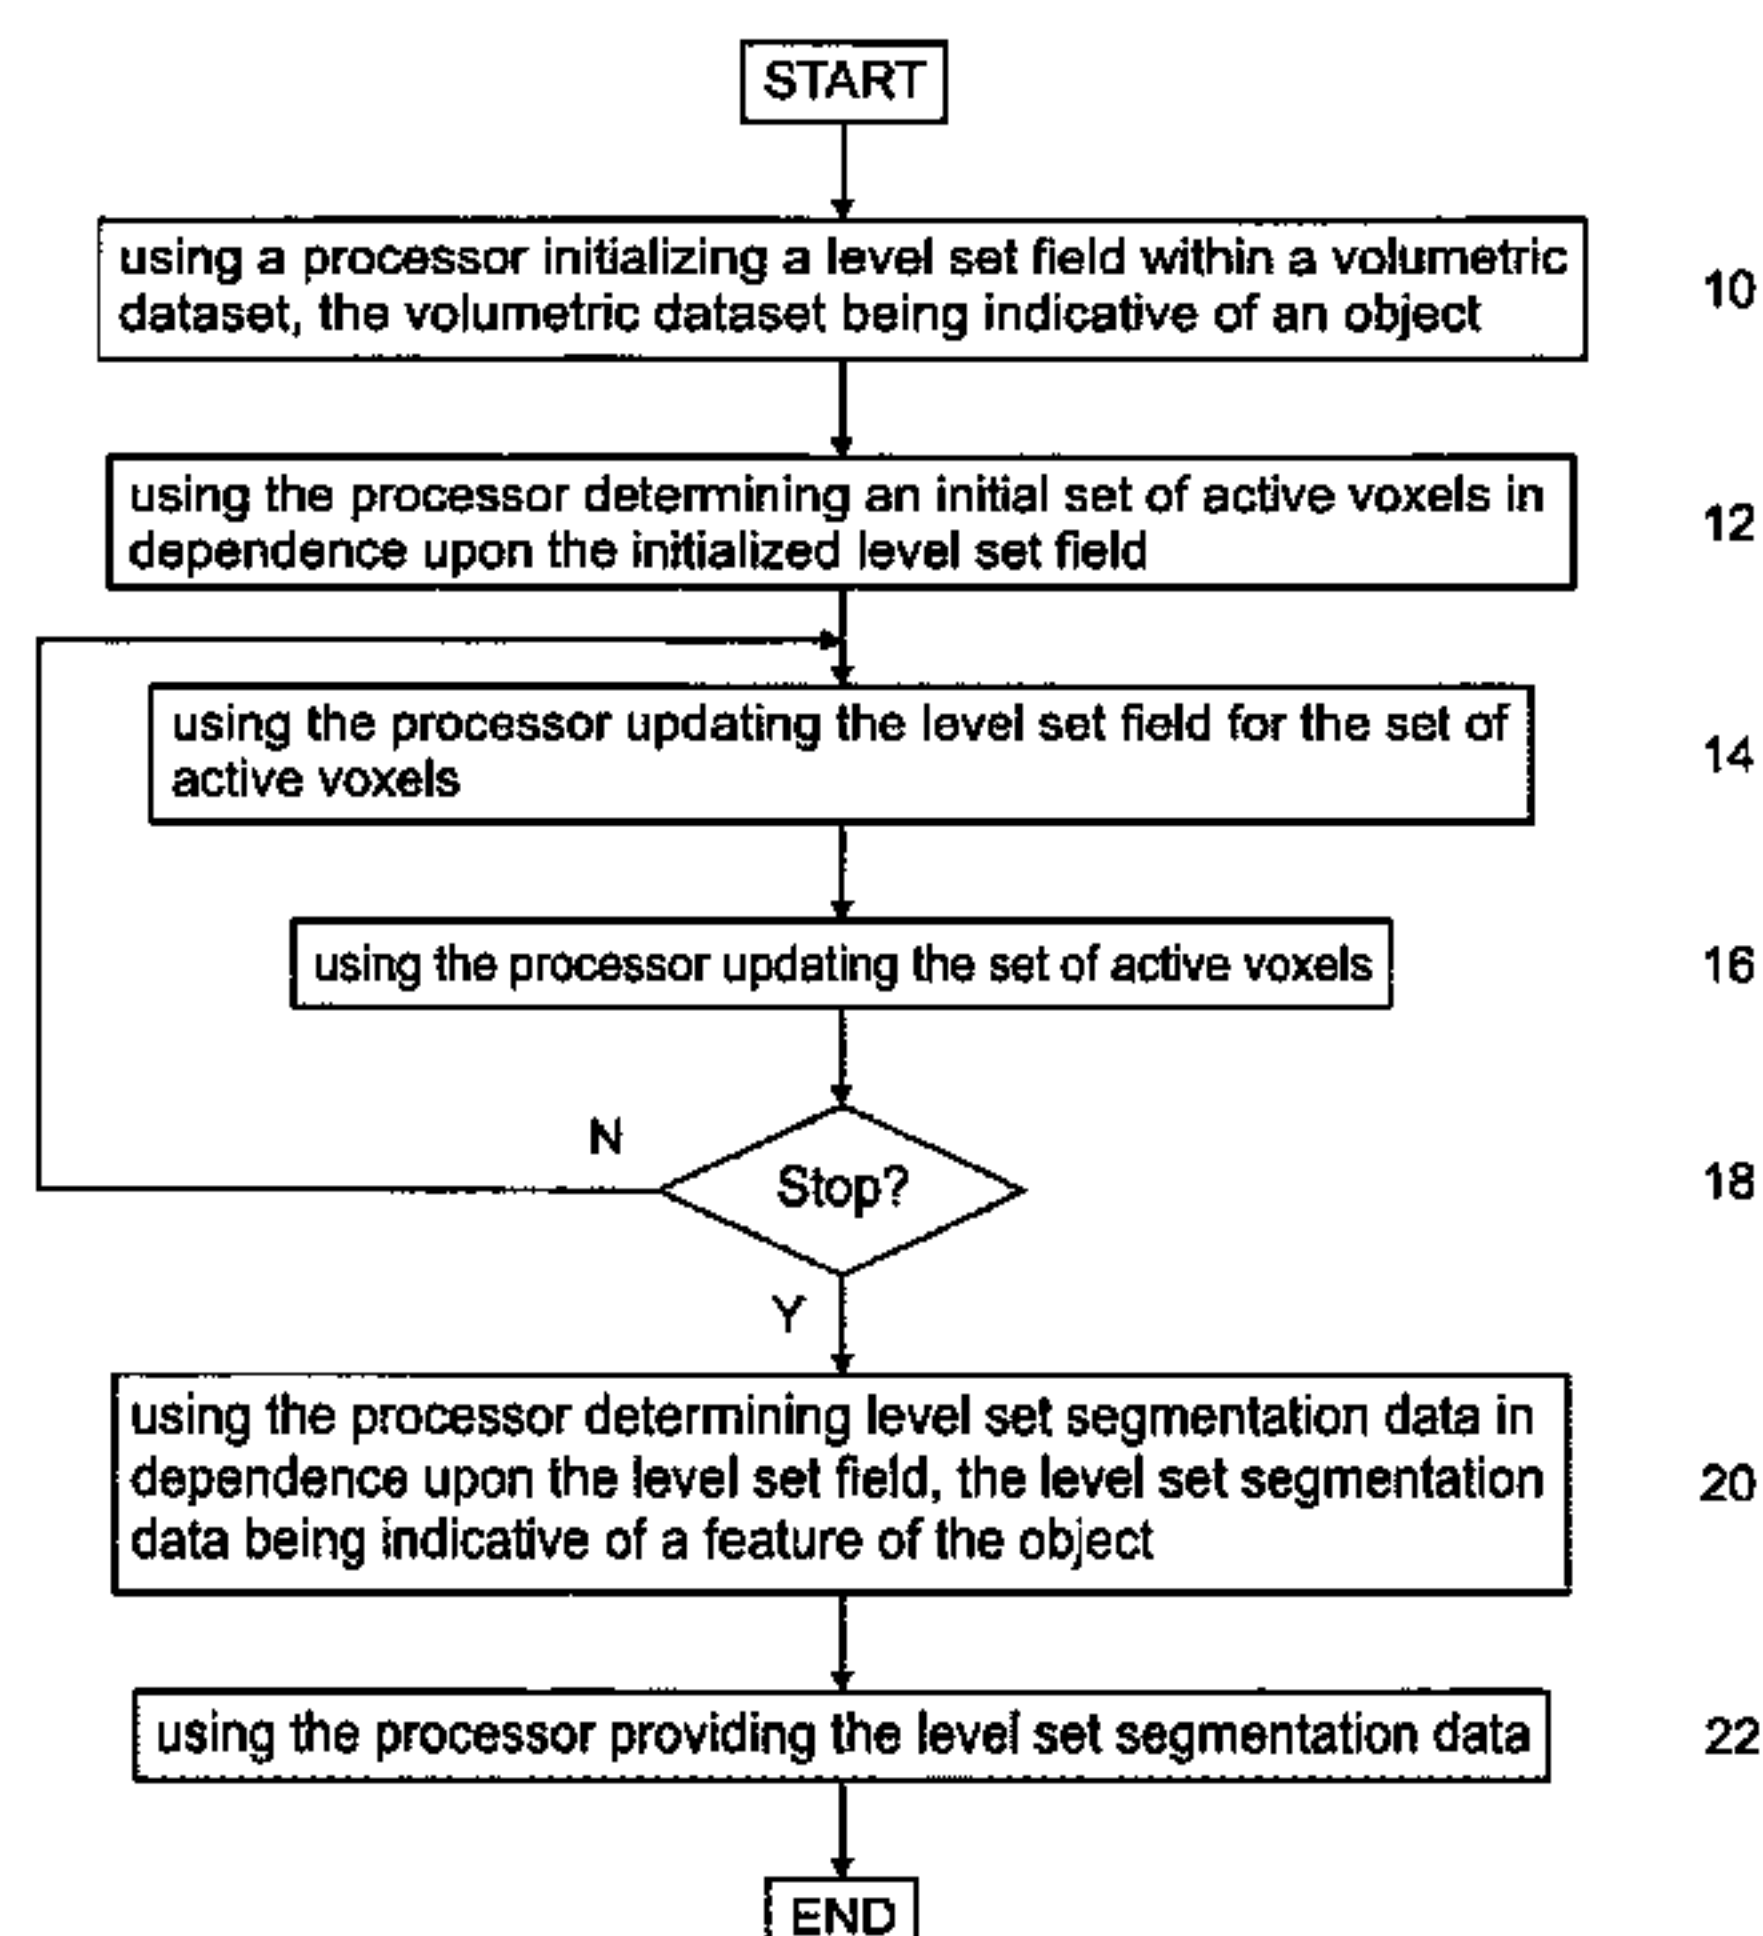 START
using a processor initializing a level set field within a volumetric
dataset, the volumetric dataset being indicative of an object
10
using the processor determining an initial set of active voxels in
dependence upon the initialized level set field
12
using the processor updating the level set field for the set of
active voxels
14
using the processor updating the set of active voxels
16
N
Stop?
18
Y
using the processor determining level set segmentation data in
dependence upon the level set field, the level set segmentation
data being indicative of a feature of the object
20
using the processor providing the level set segmentation data
22
END